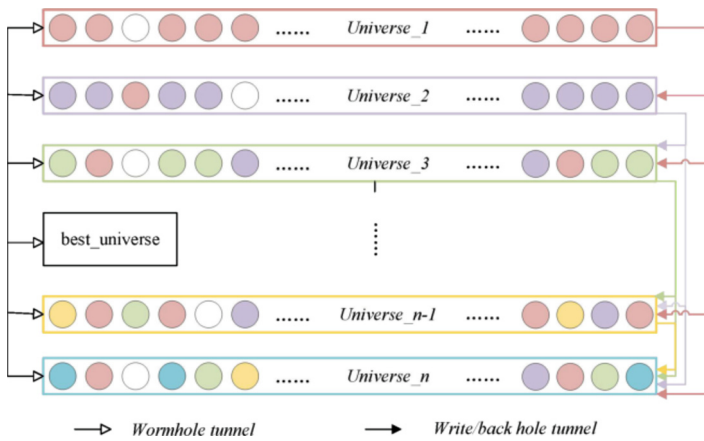 ...... Universe_1 ......
...... Universe_2 ......
...... Universe_3 ......
best_universe
...... Universe_n-1 ......
...... Universe_n ......
Wormhole tunnel Write/back hole tunnel